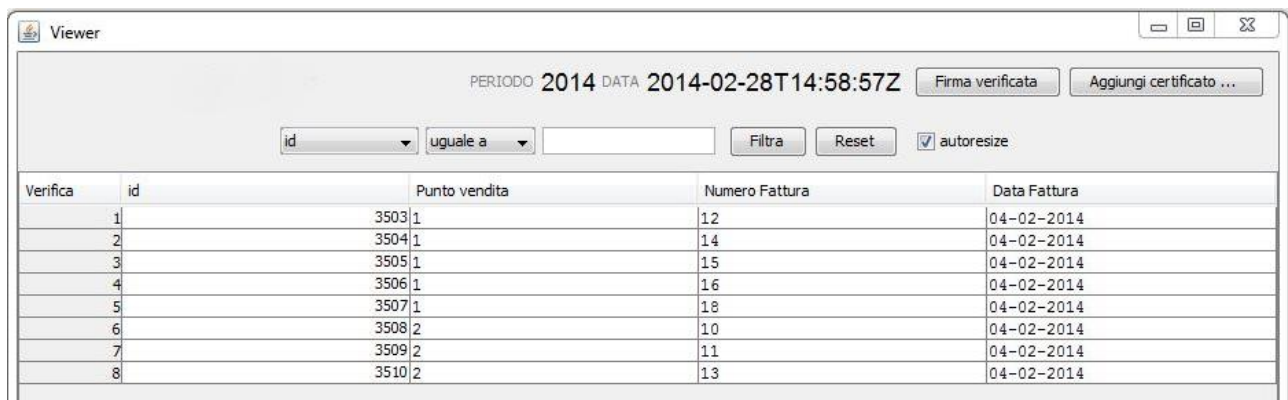 Viewer
PERIODO 2014 DATA 2014-02-28T14:58:57Z Firma verificata Aggiungi certificato ...
id uguale a Filtra Reset autoresize
Verifica id Punto vendita Numero Fattura Data Fattura
1 3503 1 12 04-02-2014
2 3504 1 14 04-02-2014
3 3505 1 15 04-02-2014
4 3506 1 16 04-02-2014
5 3507 1 18 04-02-2014
6 3508 2 10 04-02-2014
7 3509 2 11 04-02-2014
8 3510 2 13 04-02-2014